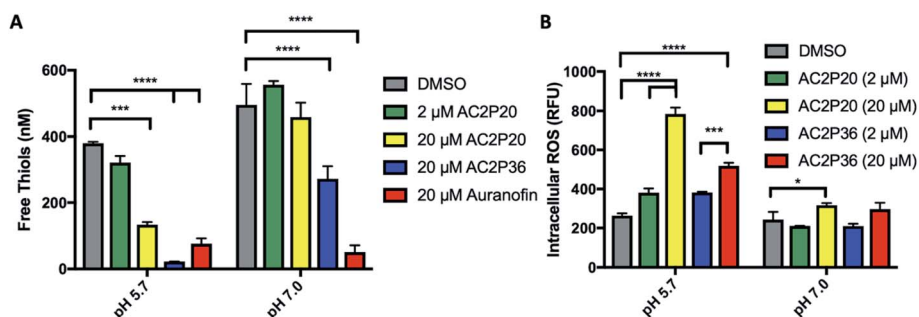 A
Free Thiols (nM)
600
400
200
0
****
***
****
****
pH 5.7
pH 7.0
DMSO
2 µM AC2P20
20 µM AC2P20
20 µM AC2P36
20 µM Auranofin
B
Intracellular ROS (RFU)
1000
800
600
400
200
0
****
****
***
*
pH 5.7
pH 7.0
DMSO
AC2P20 (2 µM)
AC2P20 (20 µM)
AC2P36 (2 µM)
AC2P36 (20 µM)